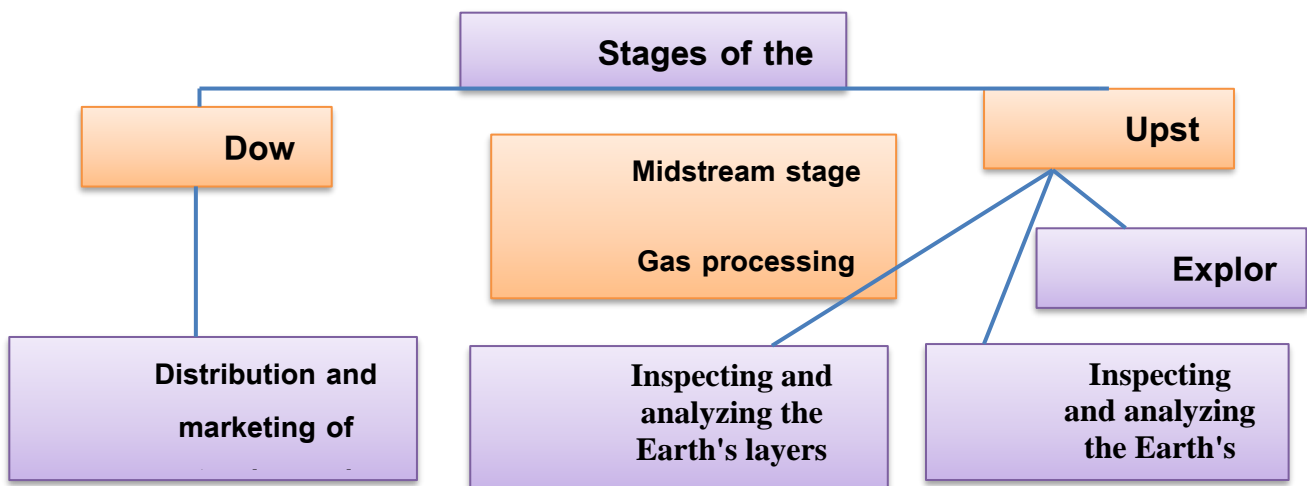 Stages of the
Dow
Midstream stage
Gas processing
Upst
Explor
Distribution and
marketing of
Inspecting and
analyzing the
Earth's layers
Inspecting
and analyzing
the Earth's